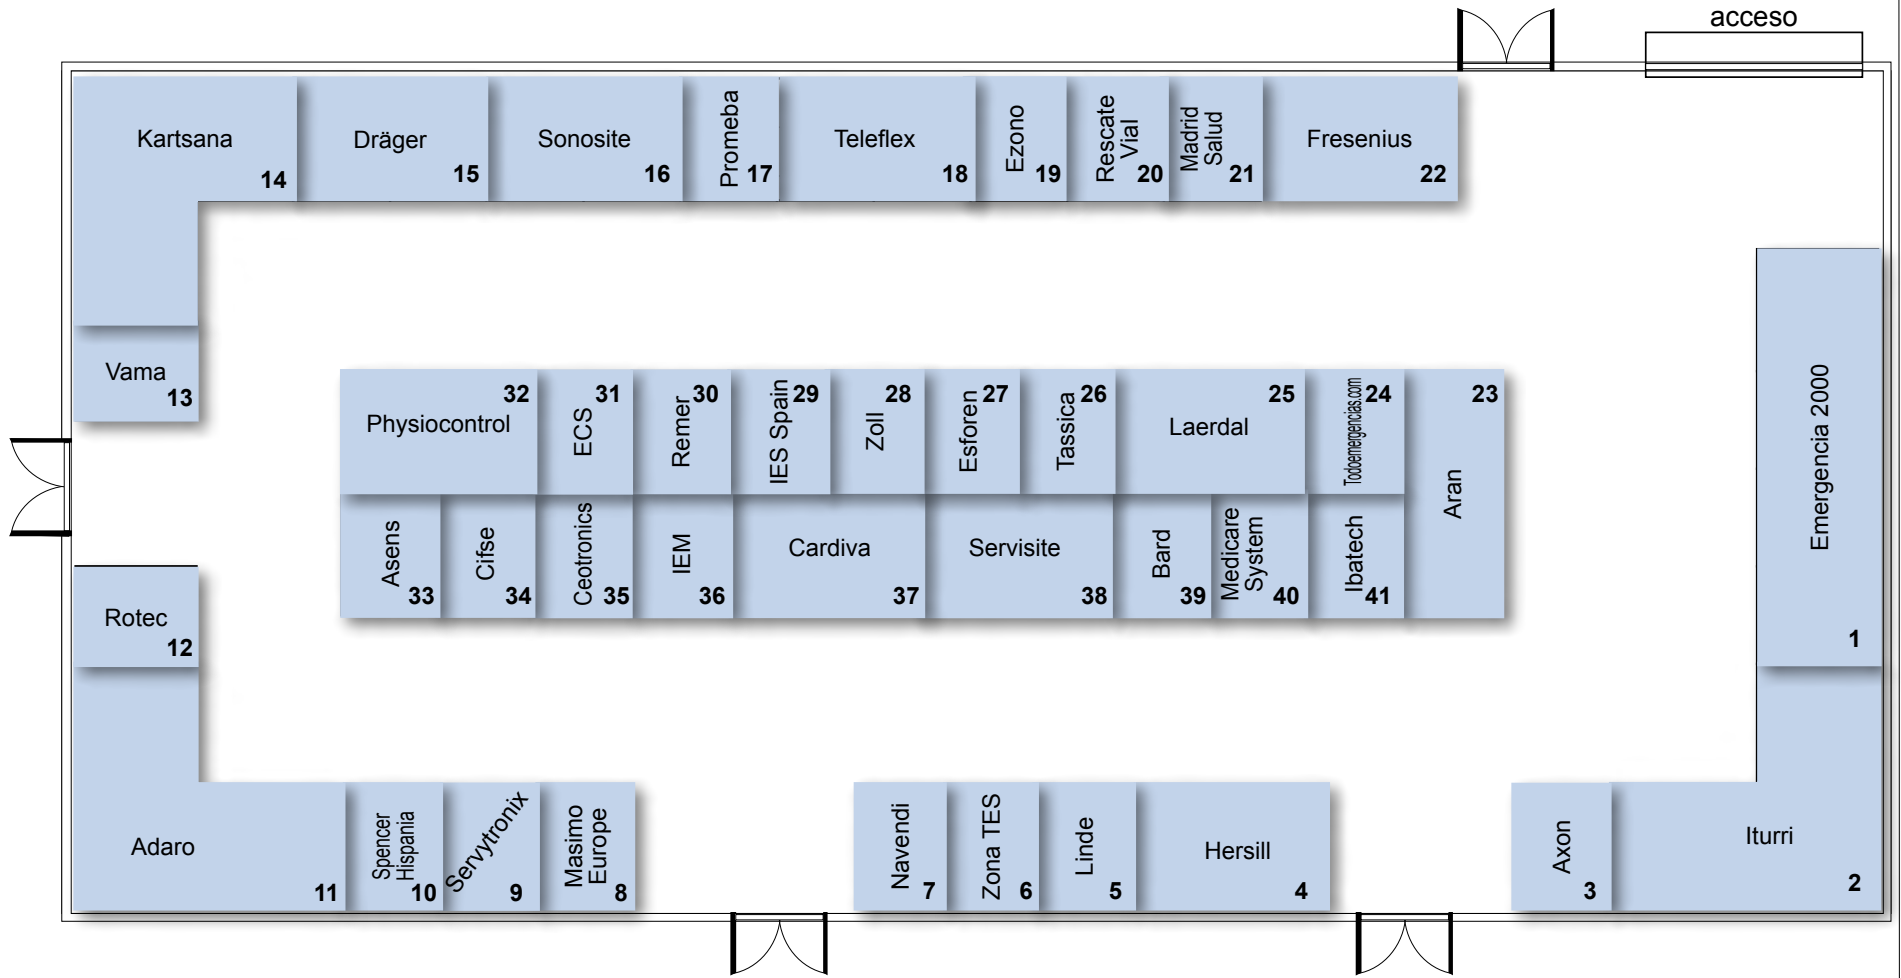 acceso
Kartsana
14
Dräger
15
Sonosite
16
Promeba
17
Teleflex
18
Ezono
19
Rescate
Vial
20
Madrid
Salud
21
Fresenius
22
Vama
13
Emergencia 2000
1
Physiocontrol
32
ECS
31
Remer
30
IES Spain
29
Zoll
28
Esforen
27
Tassica
26
Laerdal
25
Todoemergencias.com
24
Aran
23
Asens
33
Cifse
34
Ceotronics
35
IEM
36
Cardiva
37
Servisite
38
Bard
39
Medicare
System
40
Ibatech
41
Rotec
12
Adaro
11
Spencer
Hispania
10
Servytronix
9
Masimo
Europe
8
Navendi
7
Zona TES
6
Linde
5
Hersill
4
Axon
3
Iturri
2